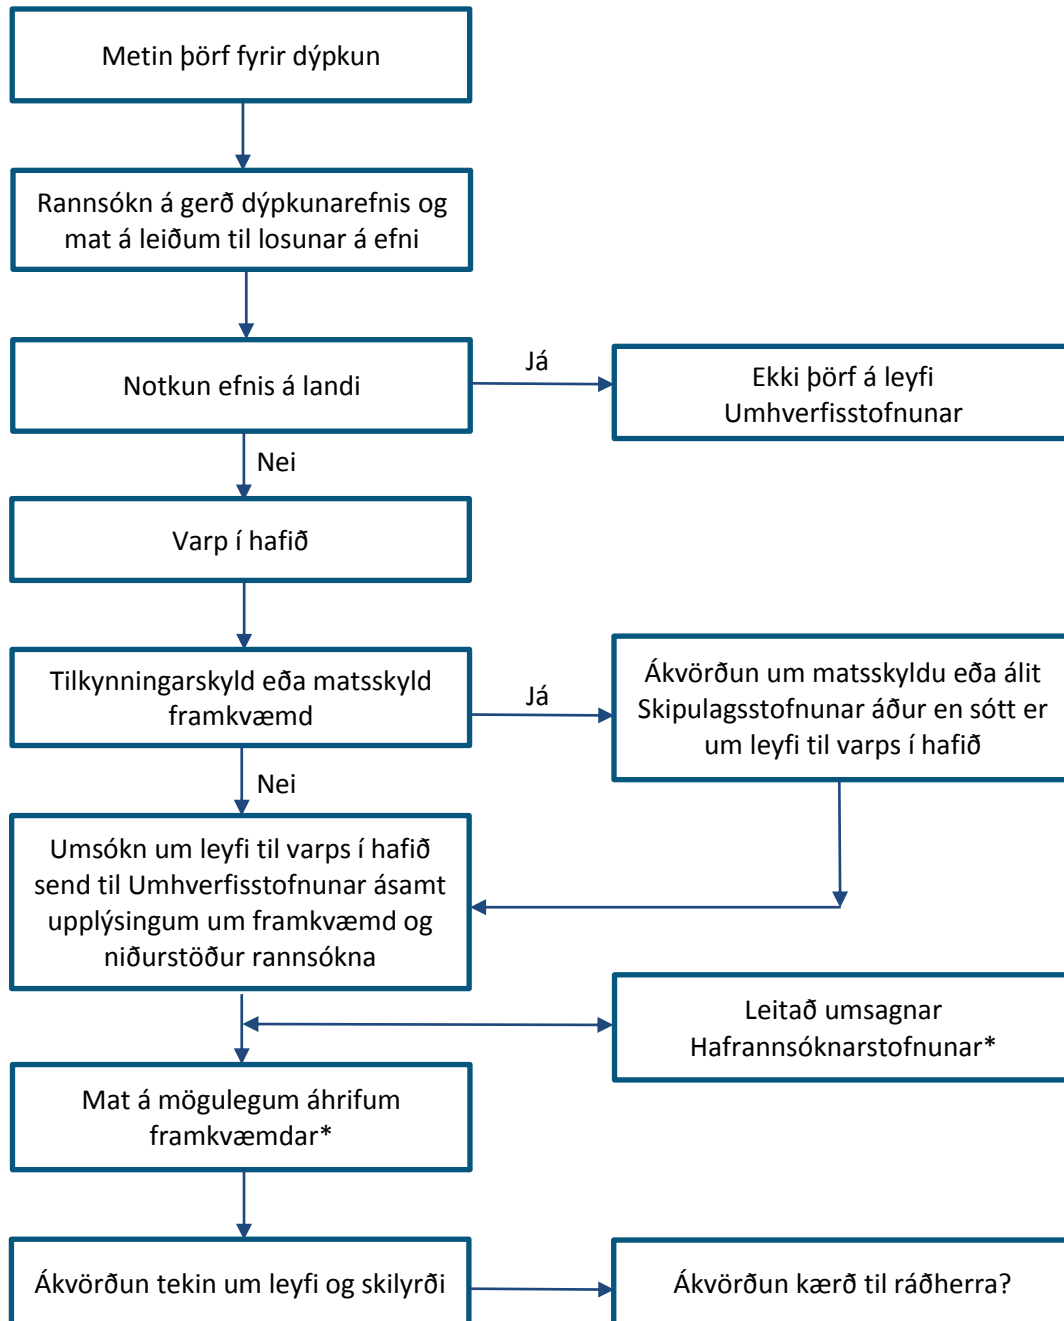 Metin þörf fyrir dýpkun
Rannsókn á gerð dýpkunarefnis og
mat á leiðum til losunar á efni
Notkun efnis á landi
Já
Ekki þörf á leyfi
Umhverfisstofnunar
Nei
Varp í hafið
Tilkynningarskyld eða matsskyld
framkvæmd
Já
Ákvörðun um matsskyldu eða álit
Skipulagsstofnunar áður en sótt er
um leyfi til varps í hafið
Nei
Umsókn um leyfi til varps í hafið
send til Umhverfisstofnunar ásamt
upplýsingum um framkvæmd og
niðurstöður rannsókna
Leitað umsagnar
Hafrannsóknarstofnunar*
Mat á mögulegum áhrifum
framkvæmdar*
Ákvörðun tekin um leyfi og skilyrði
Ákvörðun kærð til ráðherra?